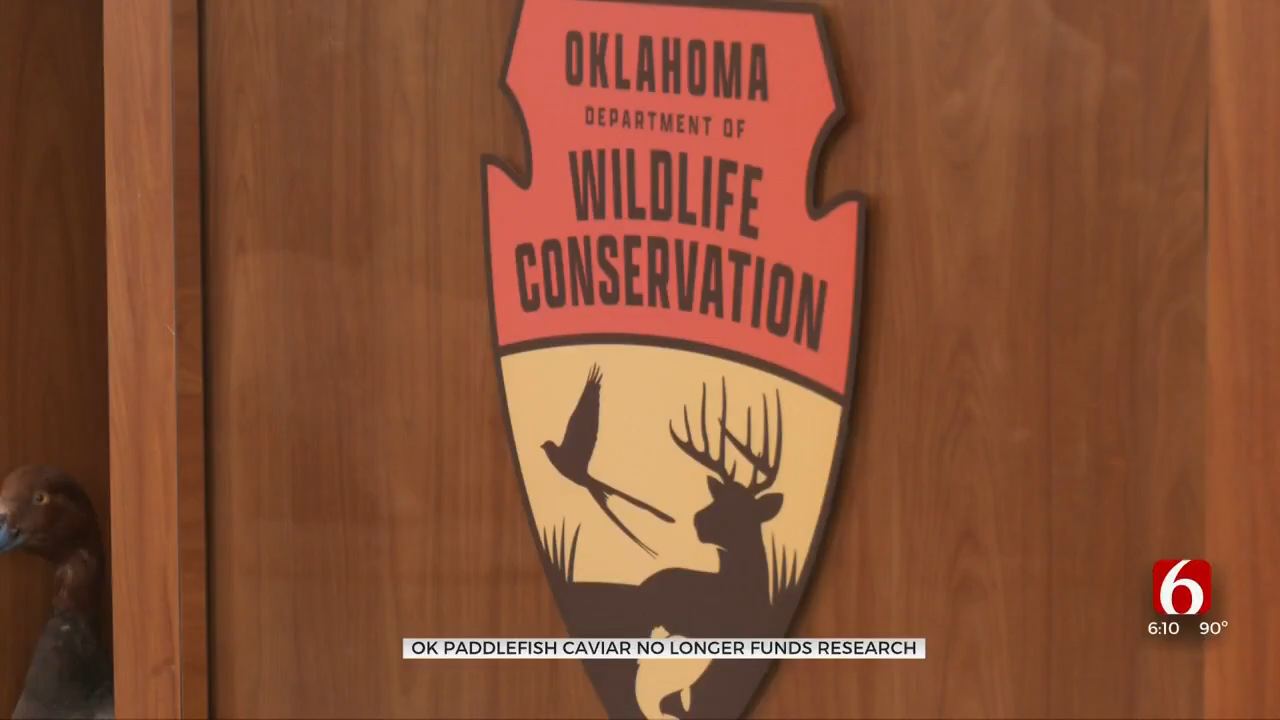 OKLAHOMA
DEPARTMENT OF
WILDLIFE
CONSERVATION
6
6:10 90°
OK PADDLEFISH CAVIAR NO LONGER FUNDS RESEARCH